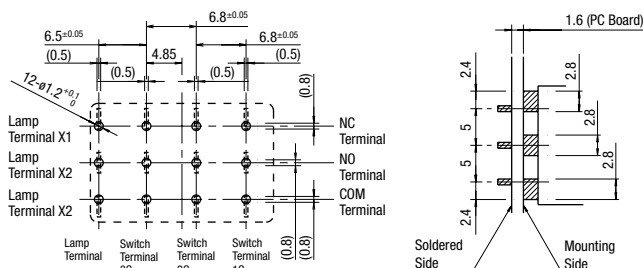 6.8±0.05
6.5±0.05
6.8±0.05
(0.5)
4.85
(0.5)
(0.5)
(0.5)
(0.8)
12-ø1.2 +0.1 0
Lamp
Terminal X1
NC
Terminal
Lamp
Terminal X2
NO
Terminal
Lamp
Terminal X2
COM
Terminal
Lamp
Terminal
Switch
Terminal
Switch
Terminal
Switch
Terminal
(0.8)
(0.8)
1.6 (PC Board)
2.4
2.8
5
2.8
5
2.8
2.4
Soldered
Side
Mounting
Side